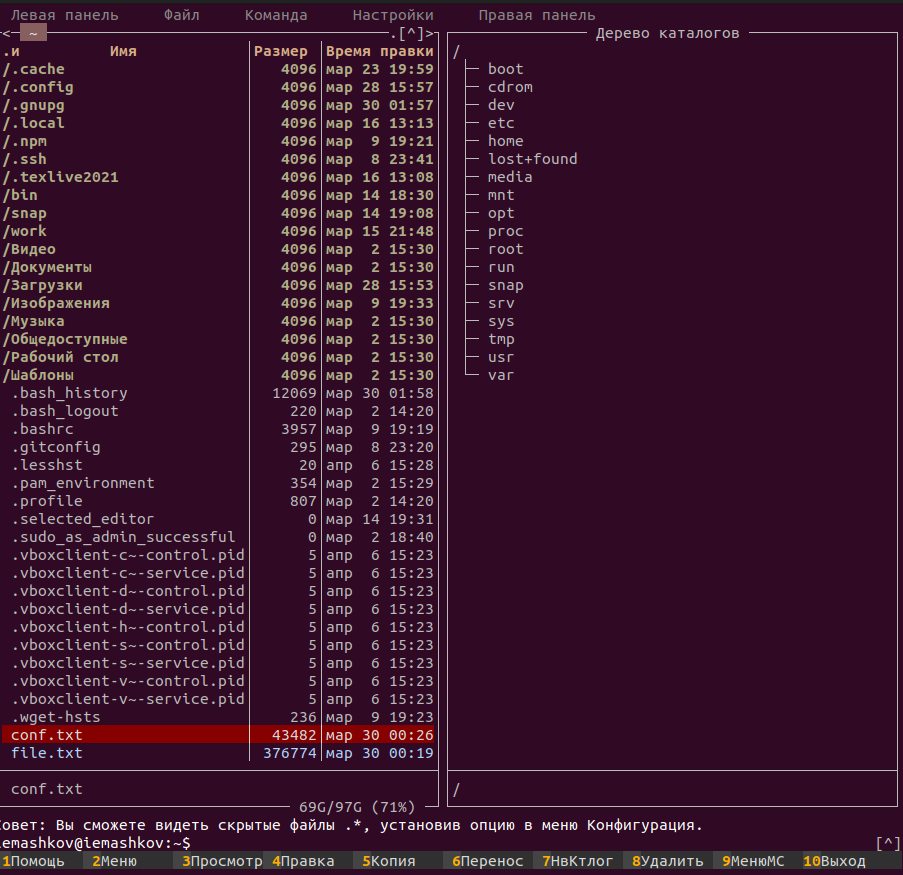 Левая панель Файл Команда Настройки Правая панель
<- ~ .[^]>
.и Имя Размер Время правки
/.cache 4096 мар 23 19:59
/.config 4096 мар 28 15:57
/.gnupg 4096 мар 30 01:57
/.local 4096 мар 16 13:13
/.npm 4096 мар 9 19:21
/.ssh 4096 мар 8 23:41
/.texlive2021 4096 мар 16 13:08
/bin 4096 мар 14 18:30
/snap 4096 мар 14 19:08
/work 4096 мар 15 21:48
/Видео 4096 мар 2 15:30
/Документы 4096 мар 2 15:30
/Загрузки 4096 мар 28 15:53
/Изображения 4096 мар 9 19:33
/Музыка 4096 мар 2 15:30
/Общедоступные 4096 мар 2 15:30
/Рабочий стол 4096 мар 2 15:30
/Шаблоны 4096 мар 2 15:30
.bash_history 12069 мар 30 01:58
.bash_logout 220 мар 2 14:20
.bashrc 3957 мар 9 19:19
.gitconfig 295 мар 8 23:20
.lesshst 20 апр 6 15:28
.pam_environment 354 мар 2 15:29
.profile 807 мар 2 14:20
.selected_editor 0 мар 14 19:31
.sudo_as_admin_successful 0 мар 2 18:40
.vboxclient-c~-control.pid 5 апр 6 15:23
.vboxclient-c~-service.pid 5 апр 6 15:23
.vboxclient-d~-control.pid 5 апр 6 15:23
.vboxclient-d~-service.pid 5 апр 6 15:23
.vboxclient-h~-control.pid 5 апр 6 15:23
.vboxclient-s~-control.pid 5 апр 6 15:23
.vboxclient-s~-service.pid 5 апр 6 15:23
.vboxclient-v~-control.pid 5 апр 6 15:23
.vboxclient-v~-service.pid 5 апр 6 15:23
.wget-hsts 236 мар 9 19:23
conf.txt 43482 мар 30 00:26
file.txt 376774 мар 30 00:19
conf.txt
69G/97G (71%)
Дерево каталогов
/
boot
cdrom
dev
etc
home
lost+found
media
mnt
opt
proc
root
run
snap
srv
sys
tmp
usr
var
/
Совет: Вы сможете видеть скрытые файлы .*, установив опцию в меню Конфигурация.
iemashkov@iemashkov:~$ [^]
1Помощь 2Меню 3Просмотр 4Правка 5Копия 6Перенос 7НвКтлог 8Удалить 9МенюМС 10Выход